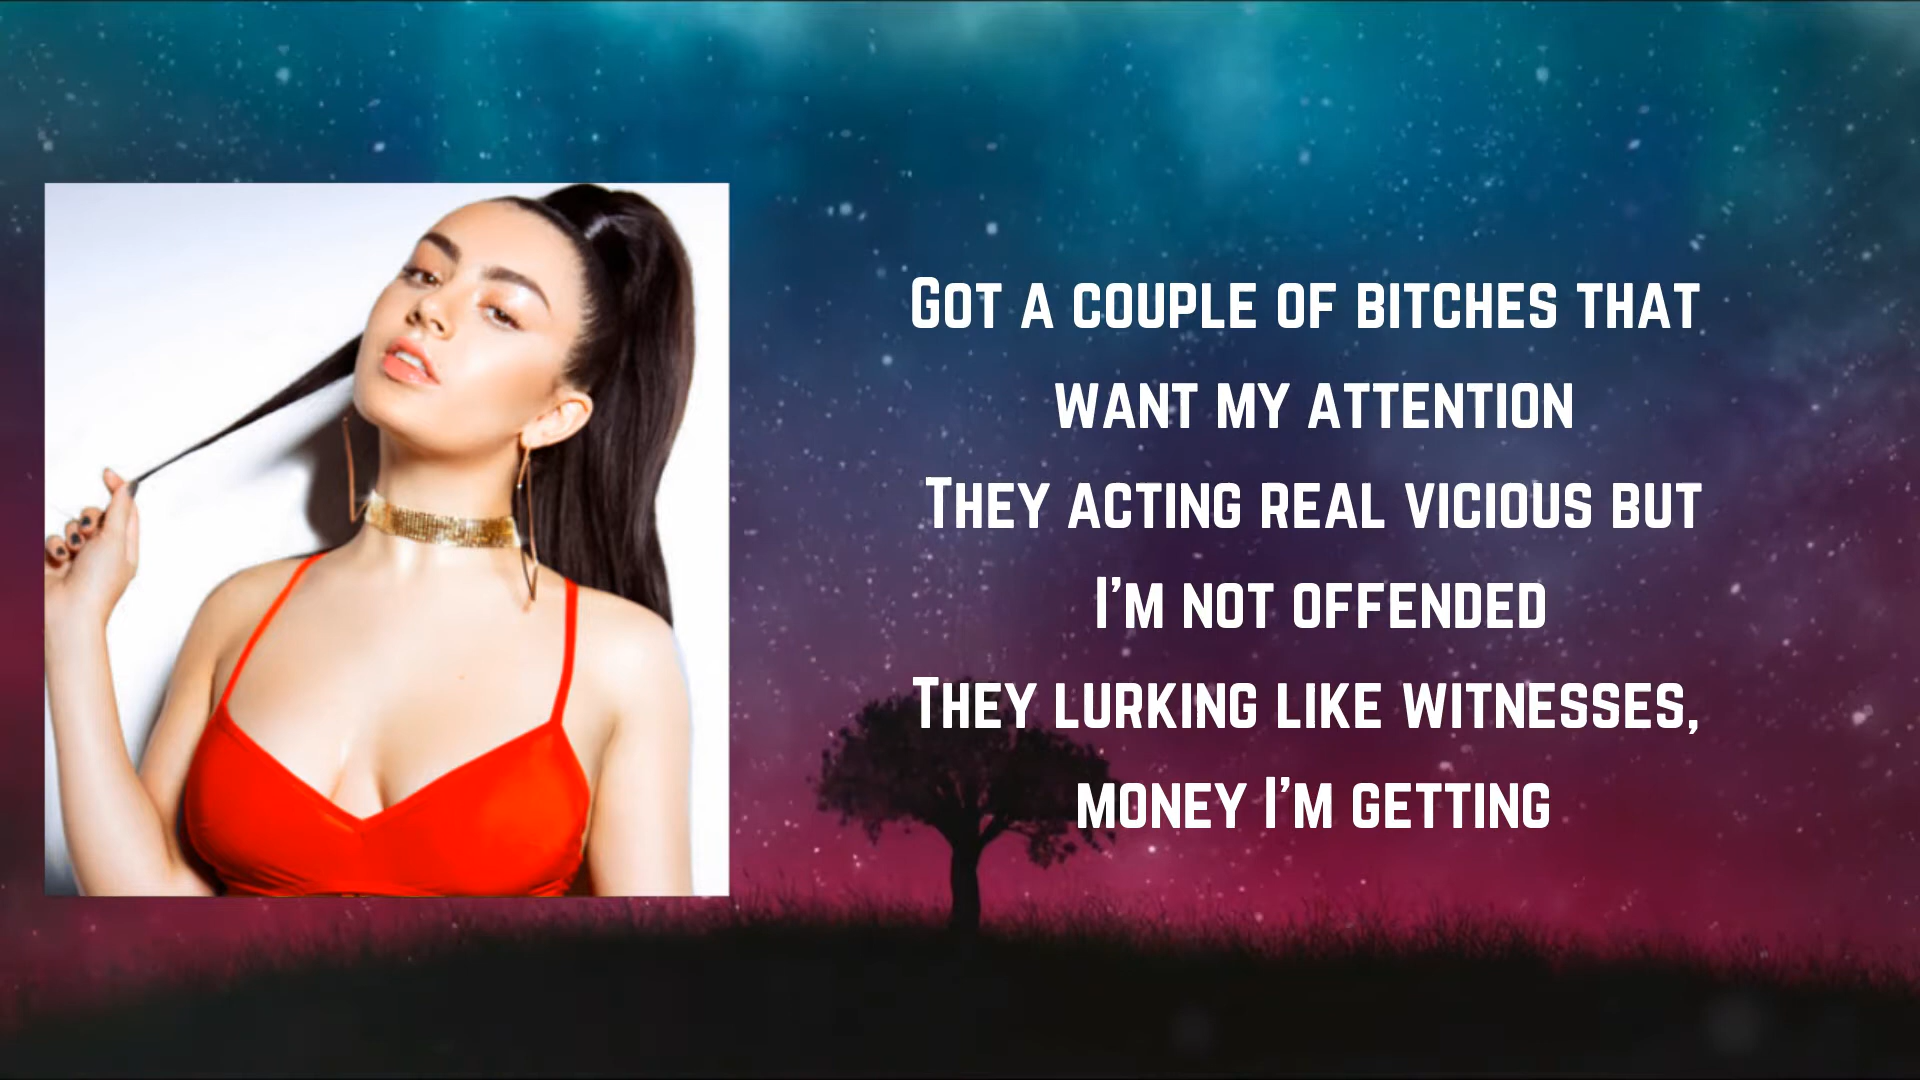 Got a couple of bitches that
want my attention
They acting real vicious but
I'm not offended
They lurking like witnesses,
money I'm getting